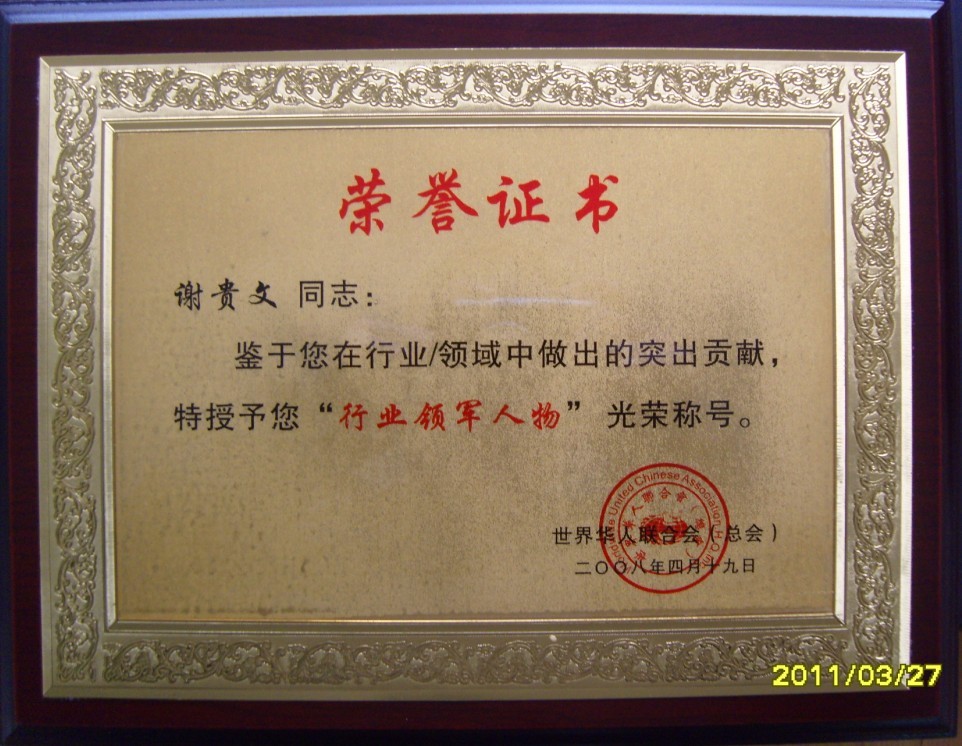 荣誉证书
谢贵文 同志：
鉴于您在行业/领域中做出的突出贡献，
特授予您“行业领军人物”光荣称号。
United Chinese Association
世界华人联合会（总会）
二〇〇八年四月十九日
2011/03/27